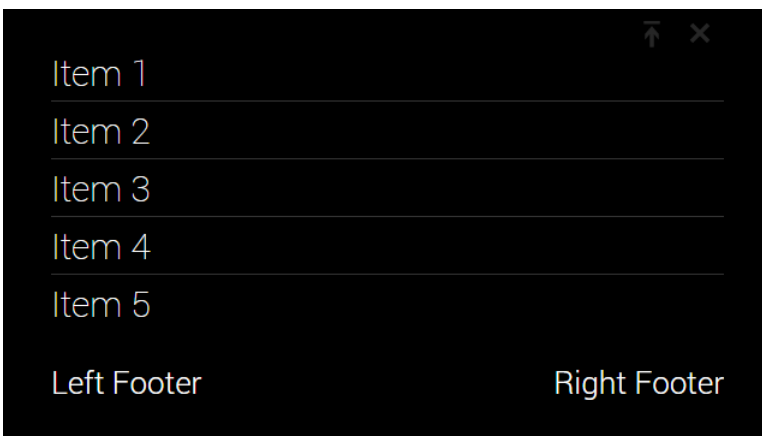 Item 1
Item 2
Item 3
Item 4
Item 5
Left Footer Right Footer